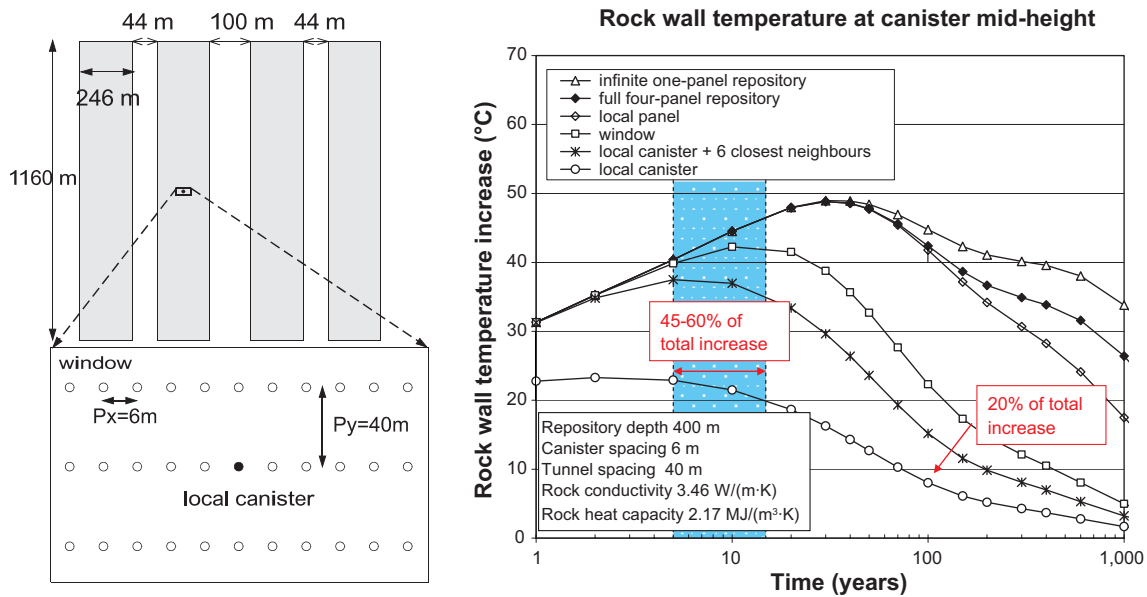 44 m
100 m
44 m
246 m
1160 m
window
Px=6m
Py=40m
local canister
Rock wall temperature at canister mid-height
Rock wall temperature increase (°C)
70
60
50
40
30
20
10
0
infinite one-panel repository
full four-panel repository
local panel
window
local canister + 6 closest neighbours
local canister
45-60% of
total increase
20% of total
increase
Repository depth 400 m
Canister spacing 6 m
Tunnel spacing 40 m
Rock conductivity 3.46 W/(m·K)
Rock heat capacity 2.17 MJ/(m³·K)
1
10
100
1,000
Time (years)